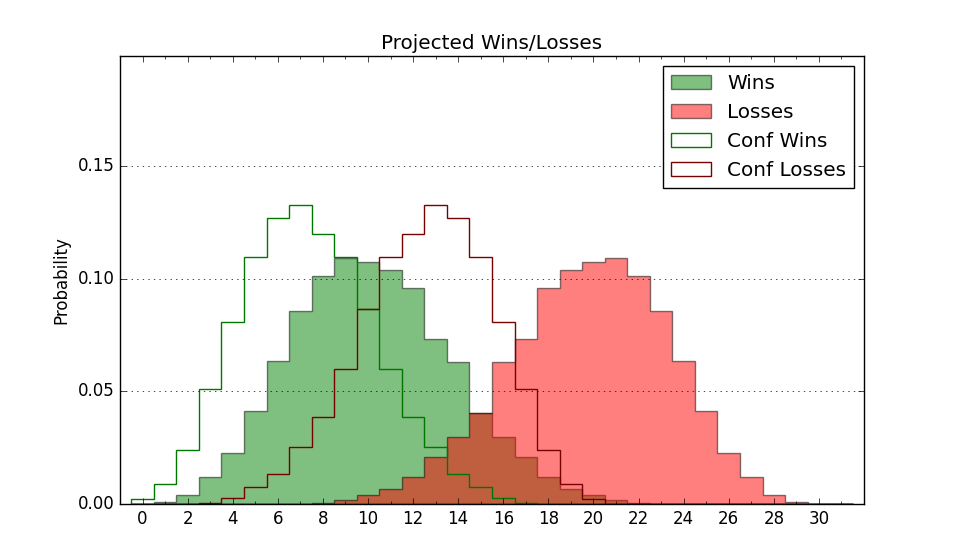 Projected Wins/Losses
Wins
Losses
Conf Wins
Conf Losses
Probability
0.15
0.10
0.05
0.00
0 2 4 6 8 10 12 14 16 18 20 22 24 26 28 30